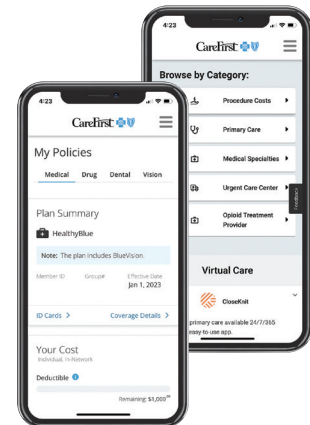 4:23
CareFirst
My Policies
Medical Drug Dental Vision
Plan Summary
HealthyBlue
Note: The plan includes BlueVision.
Member ID Group# Effective Date
Jan 1, 2023
ID Cards > Coverage Details >
Your Cost
Individual, In-Network
Deductible
Remaining: $1,000
4:23
CareFirst
Browse by Category:
Procedure Costs
Primary Care
Medical Specialties
Urgent Care Center
Opioid Treatment
Provider
Feedback
Virtual Care
CloseKnit
primary care available 24/7/365
easy-to-use app.